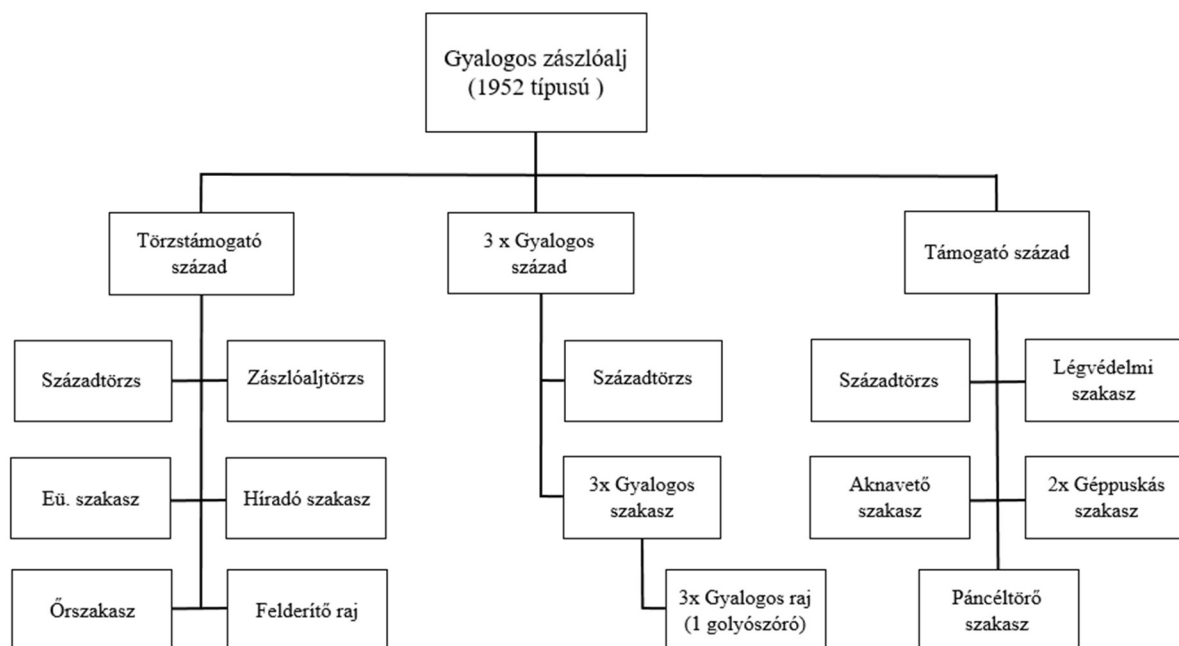 Gyalogos zászlóalj
(1952 típusú )
Törzstámogató
század
3 x Gyalogos
század
Támogató század
Századtörzs
Zászlóaljtörzs
Századtörzs
Századtörzs
Légvédelmi
szakasz
Eü. szakasz
Híradó szakasz
3x Gyalogos
szakasz
Aknavető
szakasz
2x Géppuskás
szakasz
Őrszakasz
Felderítő raj
3x Gyalogos raj
(1 golyószóró)
Páncéltörő
szakasz